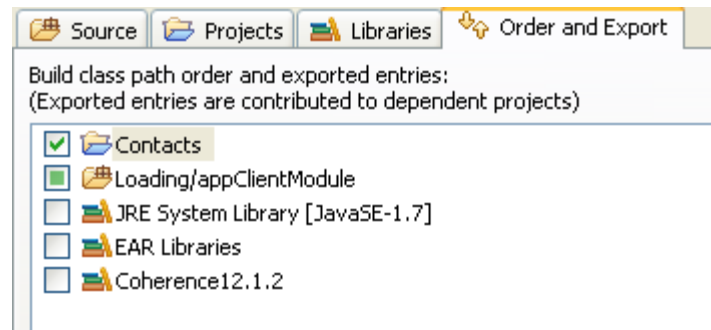 Source Projects Libraries Order and Export
Build class path order and exported entries:
(Exported entries are contributed to dependent projects)
Contacts
Loading/appClientModule
JRE System Library [JavaSE-1.7]
EAR Libraries
Coherence12.1.2